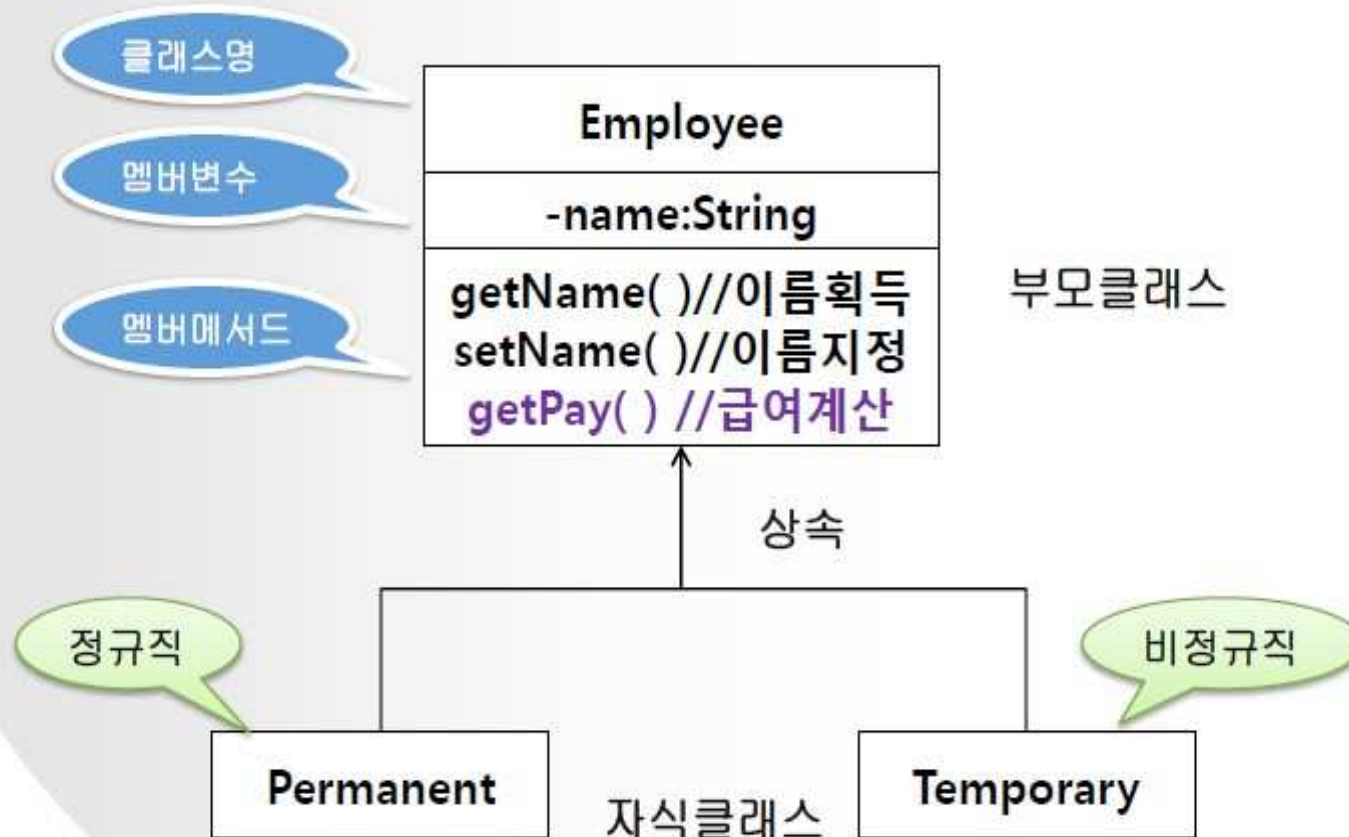 클래스명
Employee
멤버변수
-name:String
멤버메서드
getName( )//이름획득
setName( )//이름지정
getPay( ) //급여계산
부모클래스
상속
정규직
비정규직
Permanent
자식클래스
Temporary